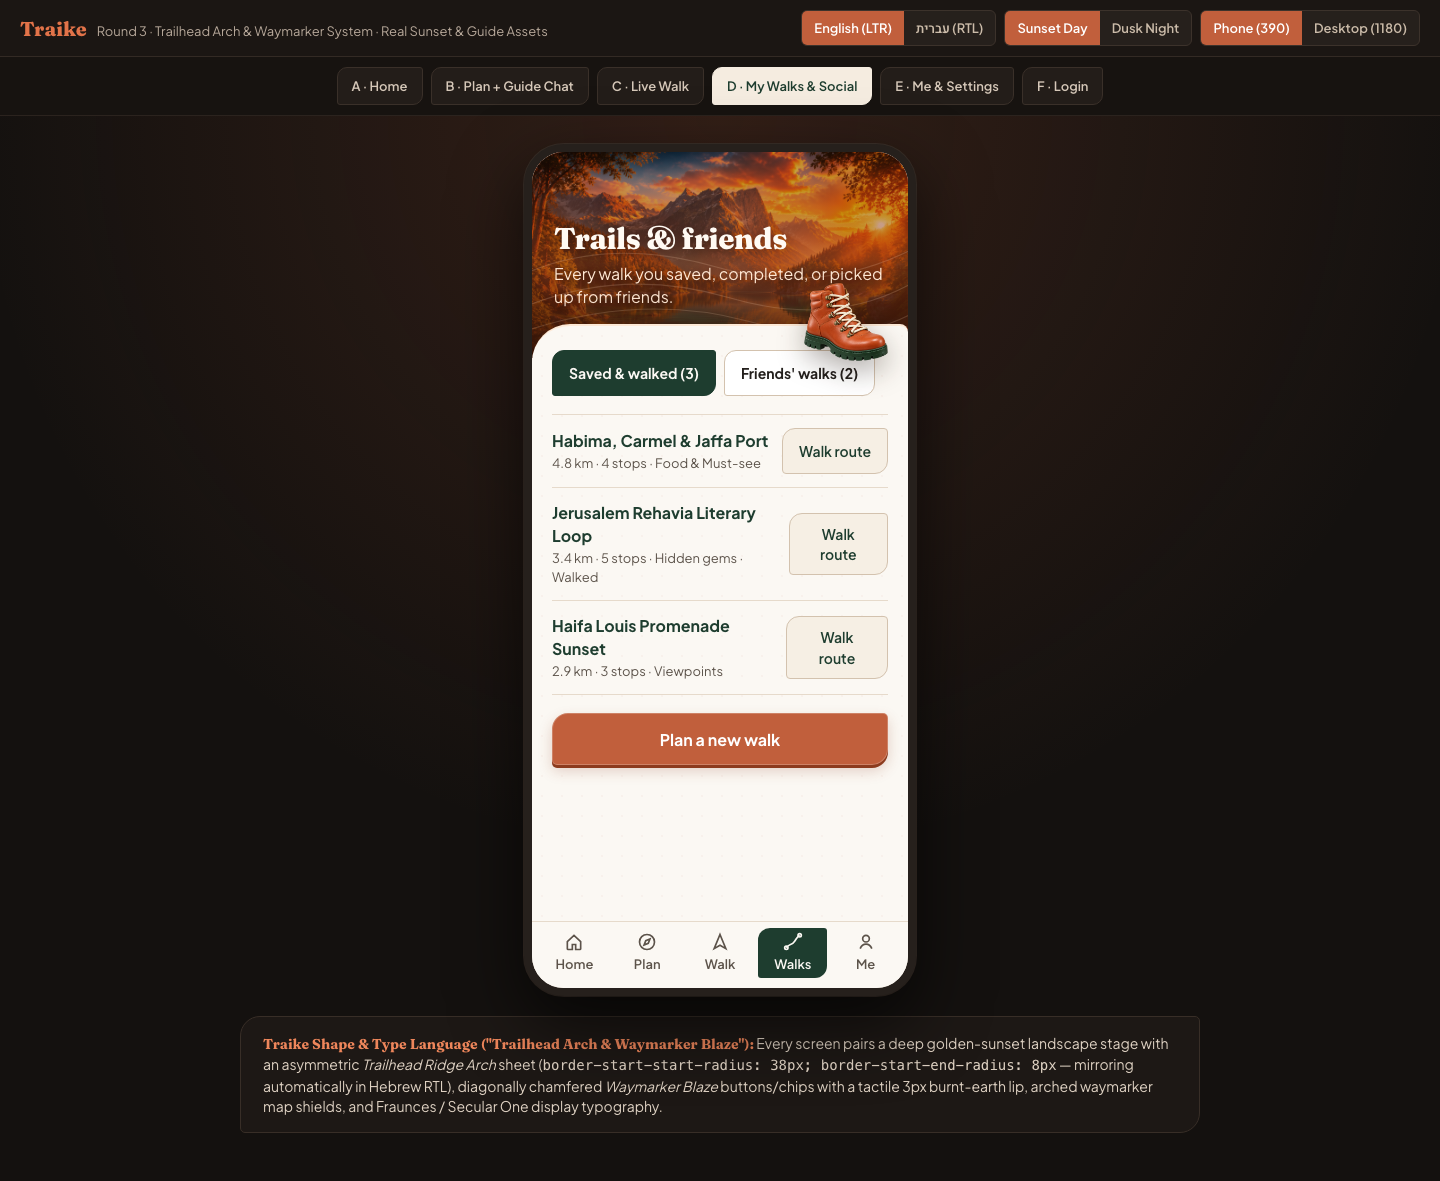 Traike Round 3 · Trailhead Arch & Waymarker System · Real Sunset & Guide Assets
English (LTR) עברית (RTL) Sunset Day Dusk Night Phone (390) Desktop (1180)
A · Home B · Plan + Guide Chat C · Live Walk D · My Walks & Social E · Me & Settings F · Login
Trails & friends
Every walk you saved, completed, or picked
up from friends.
Saved & walked (3) Friends' walks (2)
Habima, Carmel & Jaffa Port
4.8 km · 4 stops · Food & Must-see
Walk route
Jerusalem Rehavia Literary
Loop
3.4 km · 5 stops · Hidden gems ·
Walked
Walk
route
Haifa Louis Promenade
Sunset
2.9 km · 3 stops · Viewpoints
Walk
route
Plan a new walk
Home Plan Walk Walks Me
Traike Shape & Type Language ("Trailhead Arch & Waymarker Blaze"): Every screen pairs a deep golden-sunset landscape stage with
an asymmetric Trailhead Ridge Arch sheet (border-start-start-radius: 38px; border-start-end-radius: 8px — mirroring
automatically in Hebrew RTL), diagonally chamfered Waymarker Blaze buttons/chips with a tactile 3px burnt-earth lip, arched waymarker
map shields, and Fraunces / Secular One display typography.